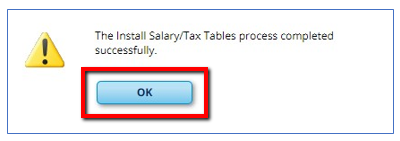 The Install Salary/Tax Tables process completed
successfully.
OK